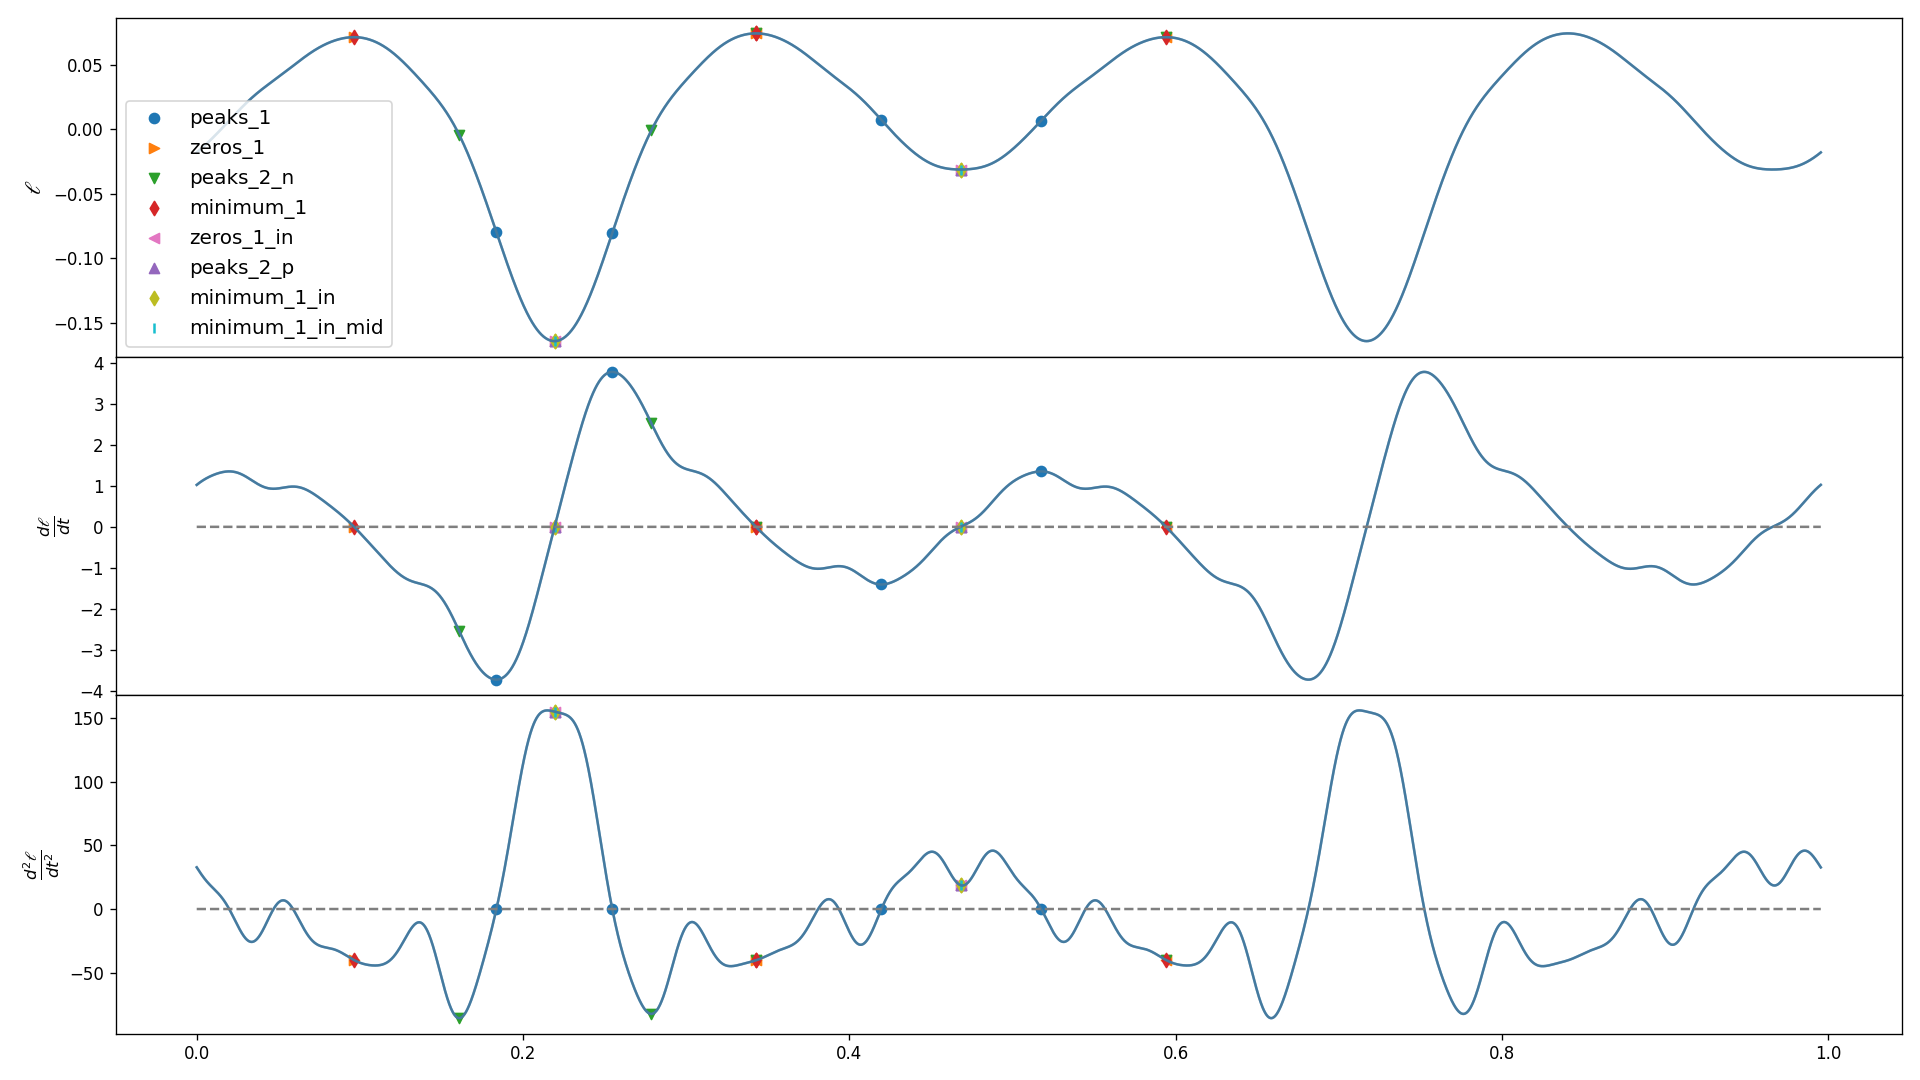 0.05
0.00
−0.05
−0.10
−0.15
ℓ
peaks_1
zeros_1
peaks_2_n
minimum_1
zeros_1_in
peaks_2_p
minimum_1_in
minimum_1_in_mid
4
3
2
1
0
−1
−2
−3
−4
dℓ
dt
150
100
50
0
−50
d²ℓ
dt²
0.0 0.2 0.4 0.6 0.8 1.0